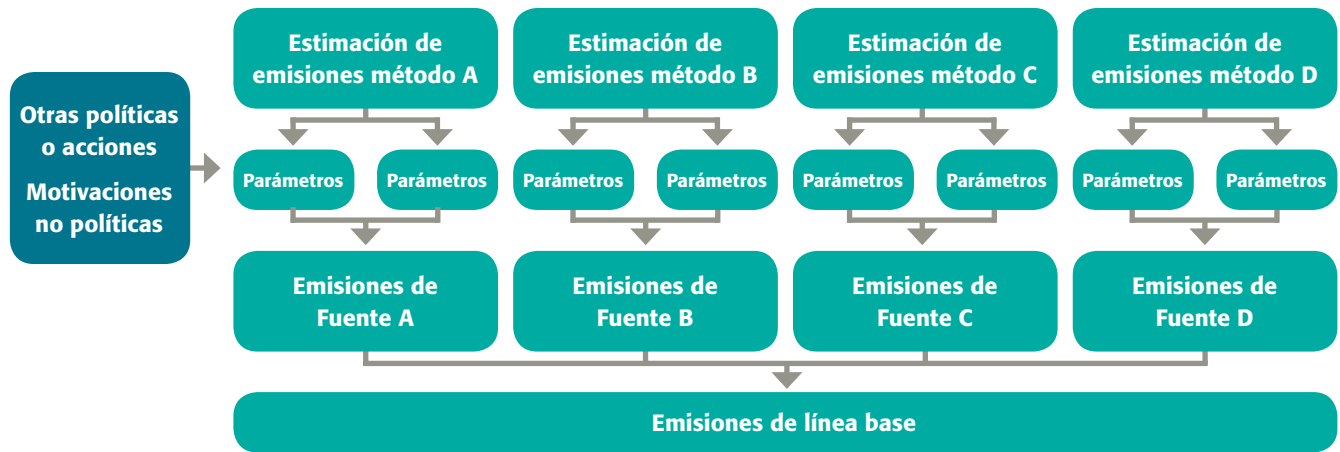 Estimación de
emisiones método A
Estimación de
emisiones método B
Estimación de
emisiones método C
Estimación de
emisiones método D
Otras políticas
o acciones
Motivaciones
no políticas
Parámetros
Parámetros
Parámetros
Parámetros
Parámetros
Parámetros
Parámetros
Parámetros
Emisiones de
Fuente A
Emisiones de
Fuente B
Emisiones de
Fuente C
Emisiones de
Fuente D
Emisiones de línea base